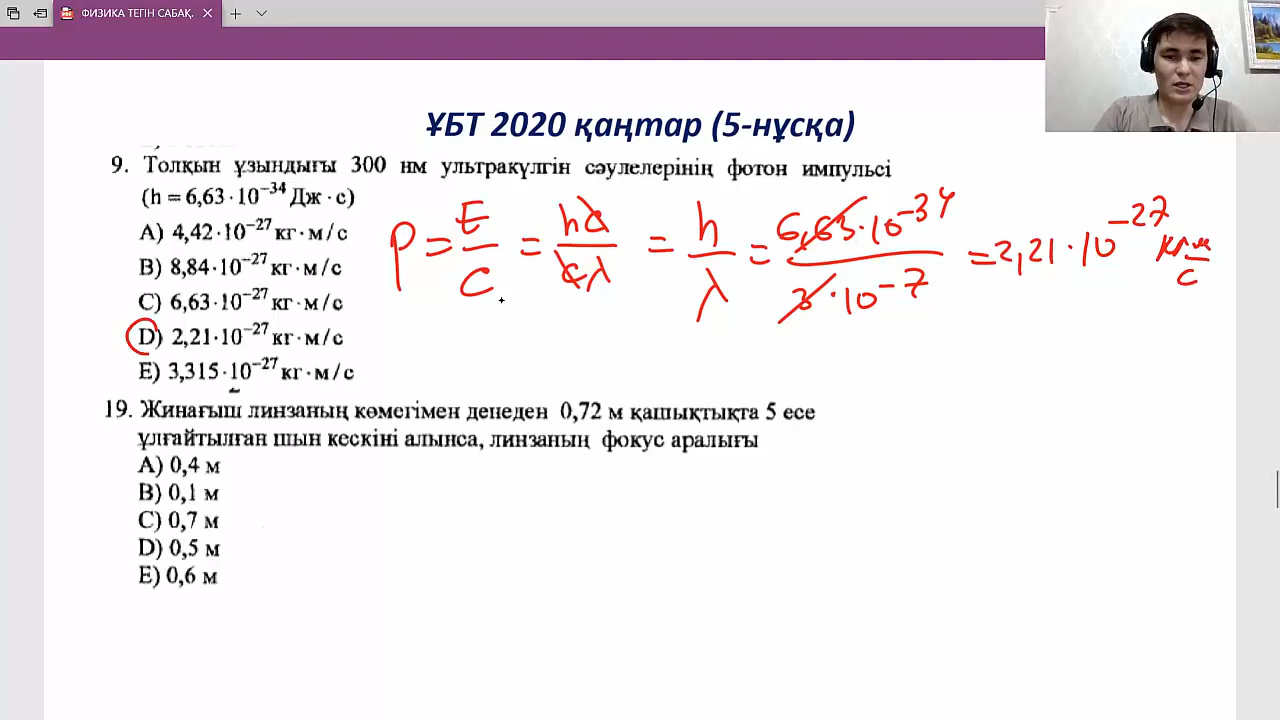 ФИЗИКА ТЕГІН САБАҚ.
ҰБТ 2020 қаңтар (5-нұсқа)
9. Толқын ұзындығы 300 нм ультракүлгін сәулелерінің фотон импульсі
(h = 6,63·10⁻³⁴ Дж·с)
A) 4,42·10⁻²⁷ кг·м/с
B) 8,84·10⁻²⁷ кг·м/с
C) 6,63·10⁻²⁷ кг·м/с
D) 2,21·10⁻²⁷ кг·м/с
E) 3,315·10⁻²⁷ кг·м/с
P = E/c = hc/cλ = h/λ = 6,63·10⁻³⁴/3·10⁻⁷ = 2,21·10⁻²⁷ кг·м/с
19. Жинағыш линзаның көмегімен денеден 0,72 м қашықтықта 5 есе
ұлғайтылған шын кескіні алынса, линзаның фокус аралығы
A) 0,4 м
B) 0,1 м
C) 0,7 м
D) 0,5 м
E) 0,6 м